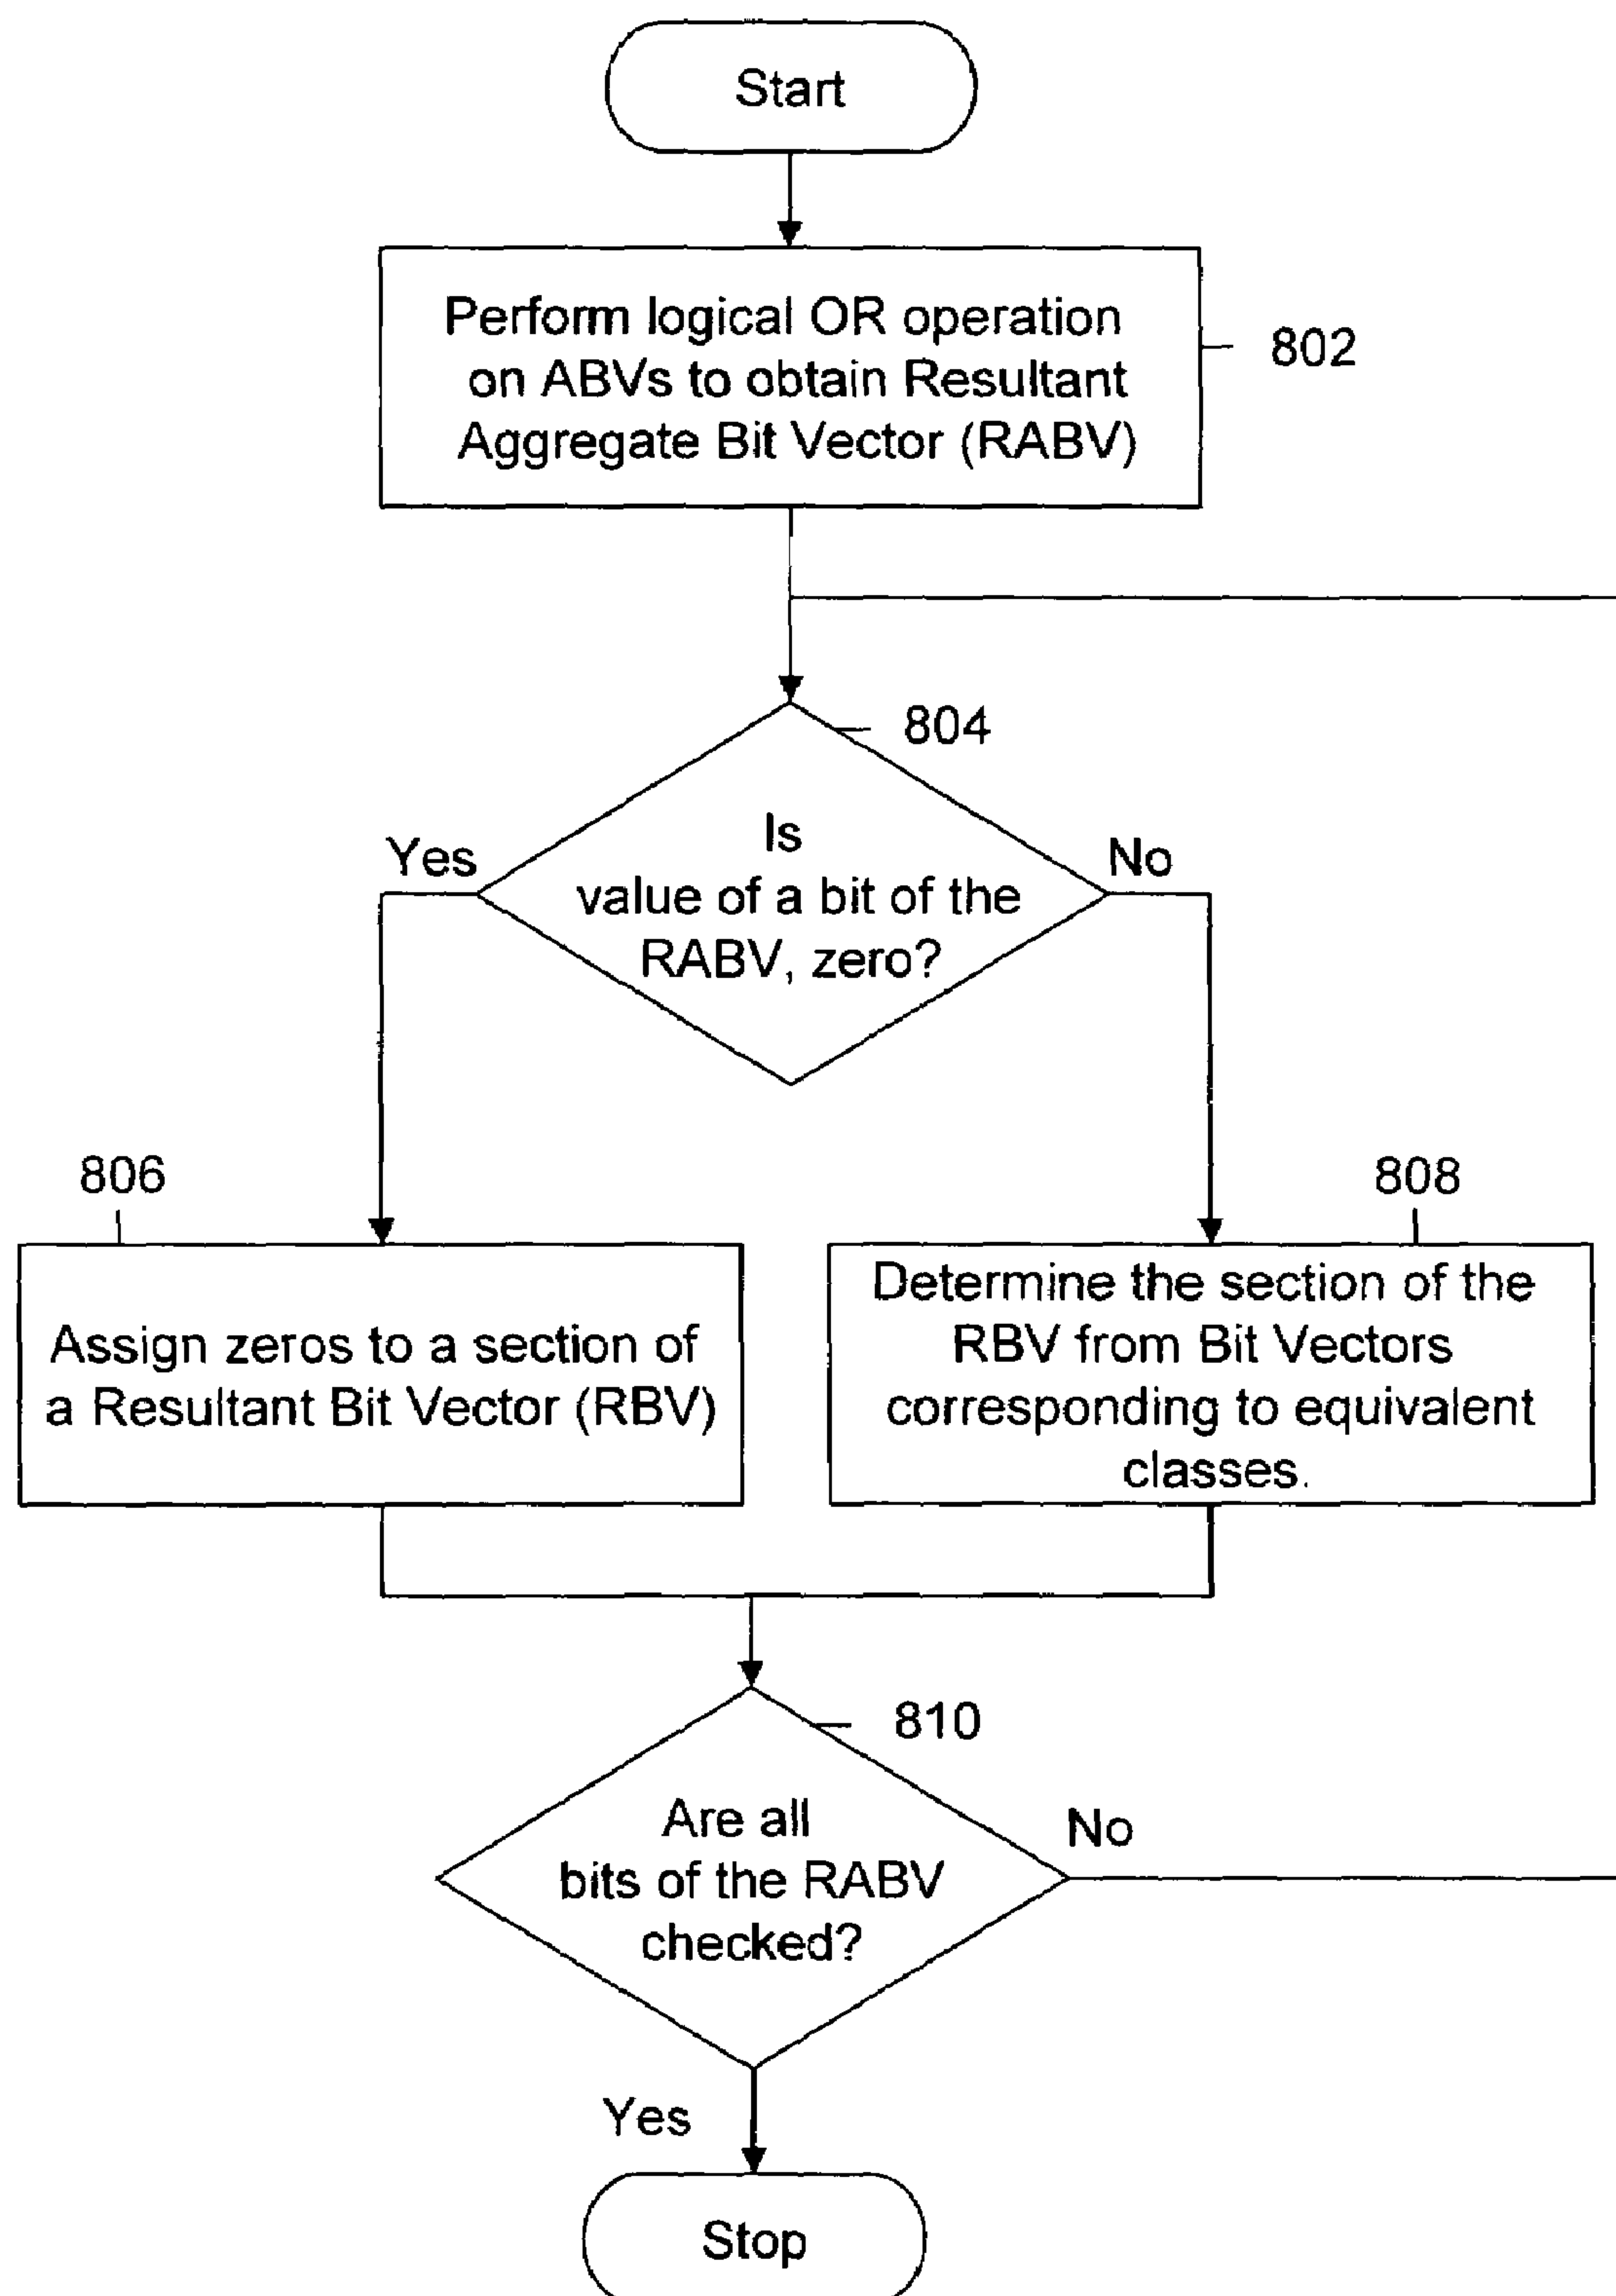 Start
Perform logical OR operation
on ABVs to obtain Resultant
Aggregate Bit Vector (RABV)
802
804
Is
value of a bit of the
RABV, zero?
Yes
No
806
808
Assign zeros to a section of
a Resultant Bit Vector (RBV)
Determine the section of the
RBV from Bit Vectors
corresponding to equivalent
classes.
810
Are all
bits of the RABV
checked?
No
Yes
Stop